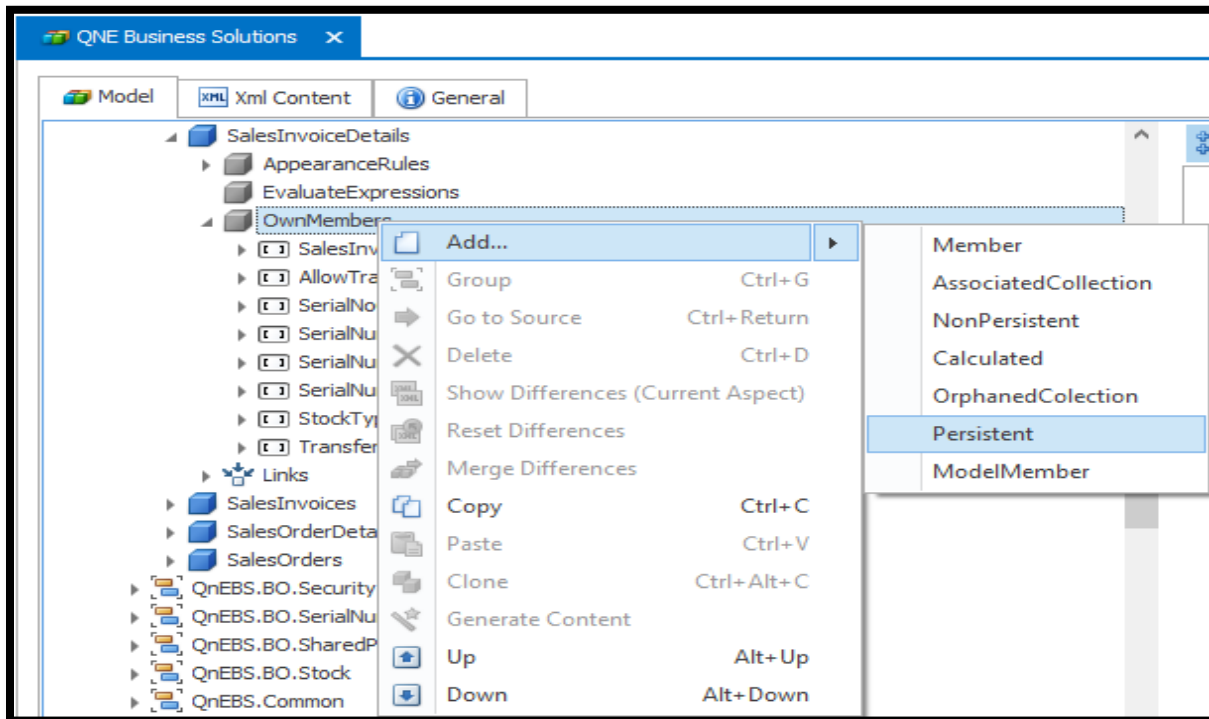 QNE Business Solutions
Model XML Xml Content General
SalesInvoiceDetails
AppearanceRules
EvaluateExpressions
OwnMembers
SalesInv
AllowTra
SerialNo
SerialNu
SerialNu
SerialNu
StockTy
Transfer
Links
SalesInvoices
SalesOrderDeta
SalesOrders
QnEBS.BO.Security
QnEBS.BO.SerialNu
QnEBS.BO.SharedP
QnEBS.BO.Stock
QnEBS.Common
Add...
Group Ctrl+G
Go to Source Ctrl+Return
Delete Ctrl+D
Show Differences (Current Aspect)
Reset Differences
Merge Differences
Copy Ctrl+C
Paste Ctrl+V
Clone Ctrl+Alt+C
Generate Content
Up Alt+Up
Down Alt+Down
Member
AssociatedCollection
NonPersistent
Calculated
OrphanedColection
Persistent
ModelMember